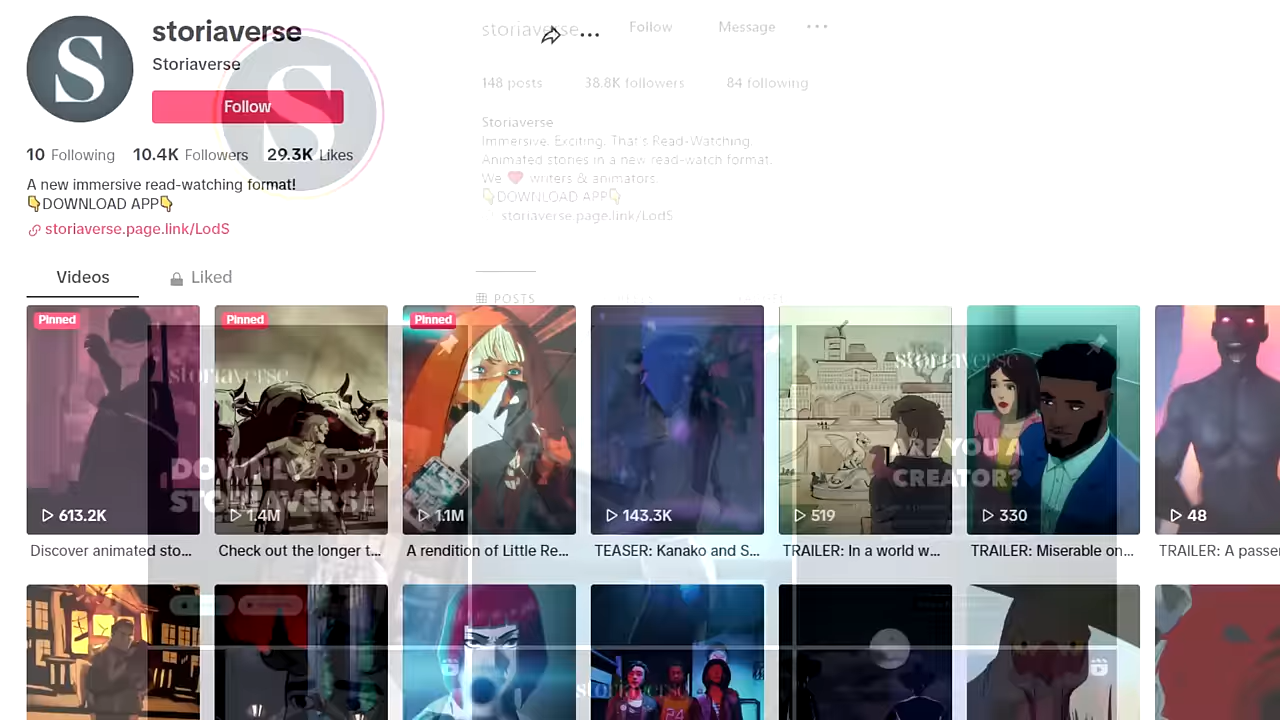 storiaverse
Storiaverse
Follow
10 Following 10.4K Followers 29.3K Likes
A new immersive read-watching format!
👇DOWNLOAD APP👇
storiaverse.page.link/LodS
storiaverse
Follow
Message
148 posts 38.8K followers 84 following
Storiaverse
Immersive. Exciting. That's Read-Watching.
Animated stories in a new read-watch format.
We ❤️ writers & animators.
👇DOWNLOAD APP👇
storiaverse.page.link/LodS
Videos
Liked
POSTS
Pinned
Pinned
Pinned
storiaverse
storiaverse
DOWNLOAD
STORIAVERSE
ARE YOU A
CREATOR?
613.2K
1.4M
1.1M
143.3K
519
330
48
Discover animated sto...
Check out the longer t...
A rendition of Little Re...
TEASER: Kanako and S...
TRAILER: In a world w...
TRAILER: Miserable on...
TRAILER: A passe
storiaverse